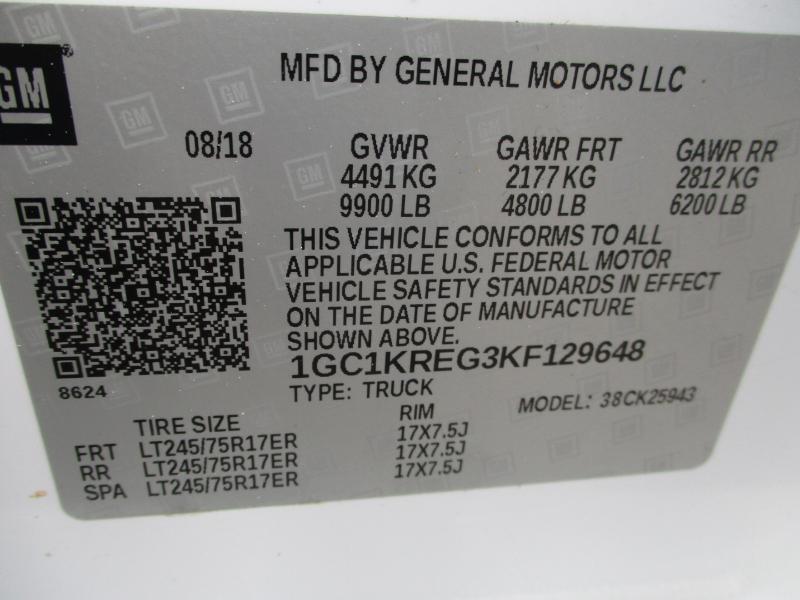 GM
MFD BY GENERAL MOTORS LLC
08/18 GVWR GAWR FRT GAWR RR
4491 KG 2177 KG 2812 KG
9900 LB 4800 LB 6200 LB
THIS VEHICLE CONFORMS TO ALL
APPLICABLE U.S. FEDERAL MOTOR
VEHICLE SAFETY STANDARDS IN EFFECT
ON THE DATE OF MANUFACTURE
SHOWN ABOVE.
1GC1KREG3KF129648
8624
TYPE: TRUCK MODEL: 38CK25943
TIRE SIZE RIM
FRT LT245/75R17ER 17X7.5J
RR LT245/75R17ER 17X7.5J
SPA LT245/75R17ER 17X7.5J